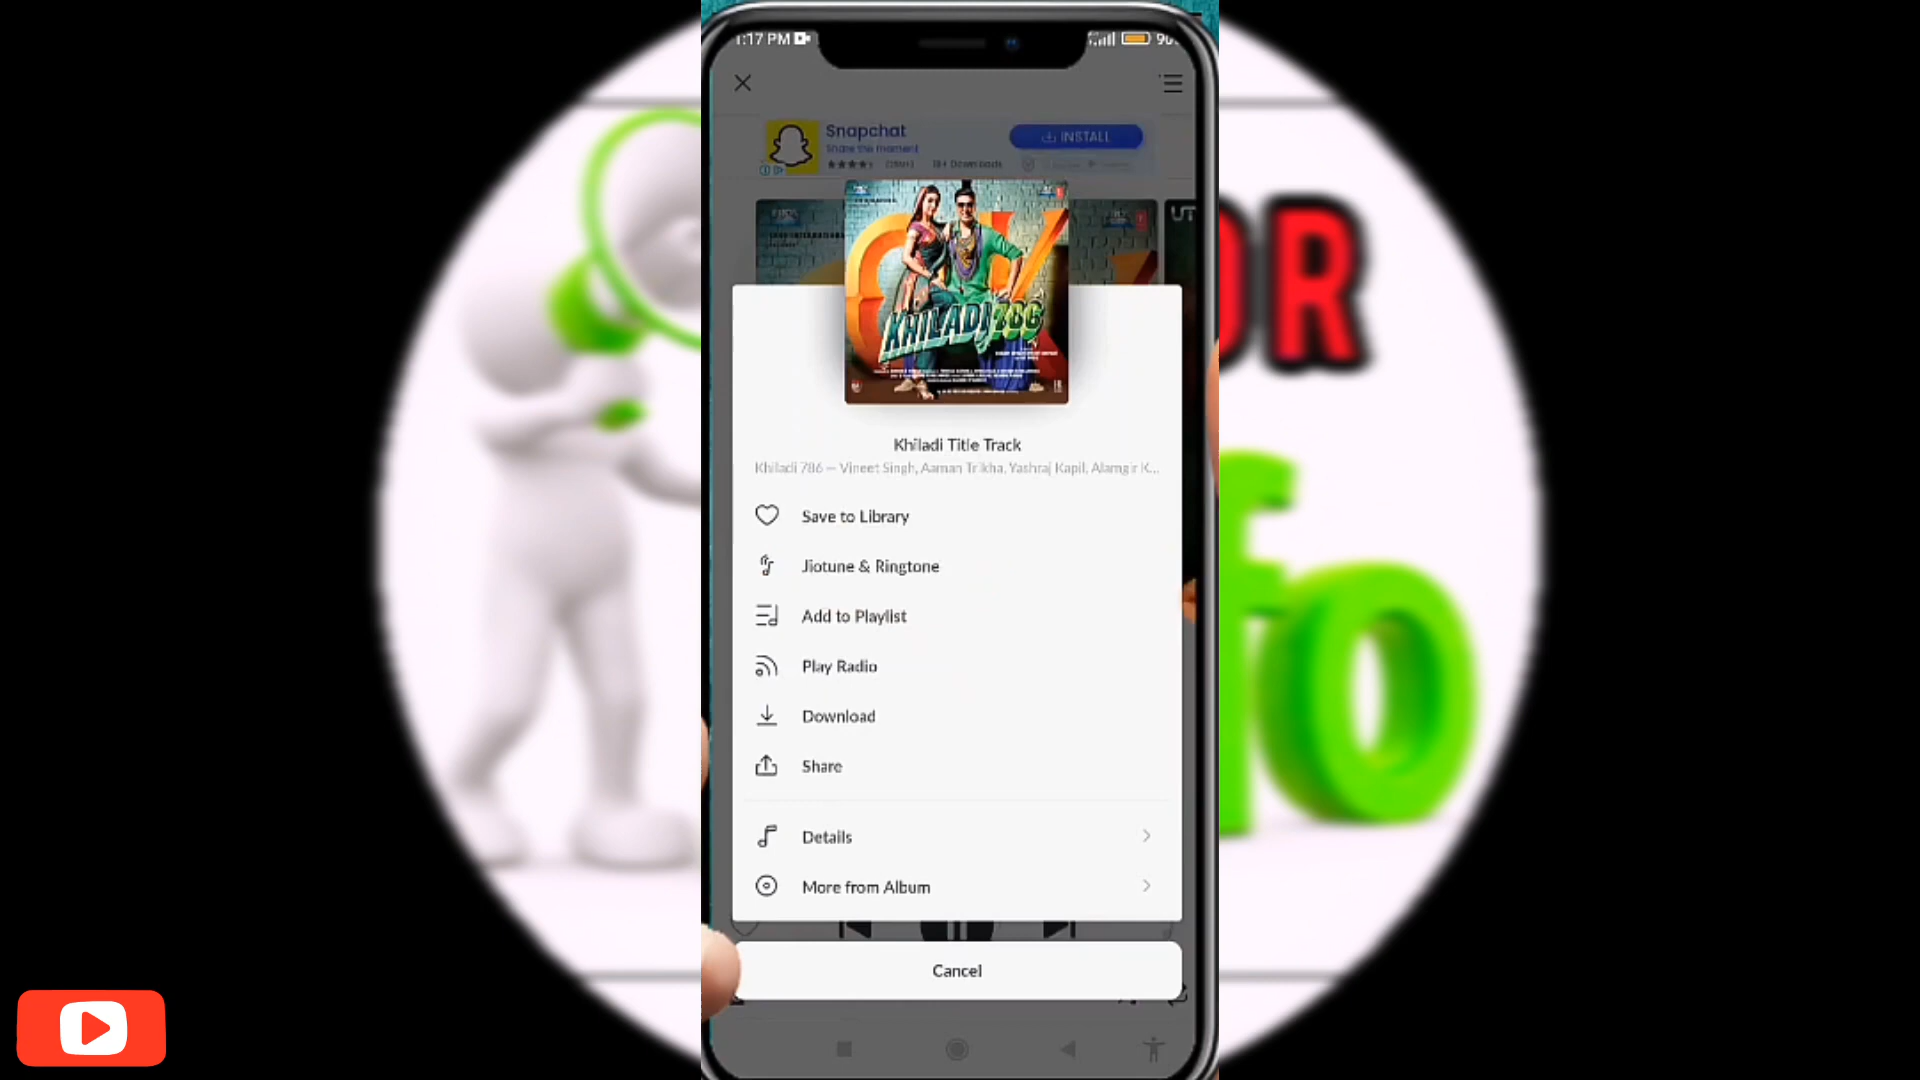 1:17 PM
Snapchat
Share the moment
INSTALL
KHILADI 786
Khiladi Title Track
Khiladi 786 — Vineet Singh, Aaman Trikha, Yashraj Kapil, Alamgir K...
Save to Library
Jiotune & Ringtone
Add to Playlist
Play Radio
Download
Share
Details
More from Album
Cancel
OR
fo